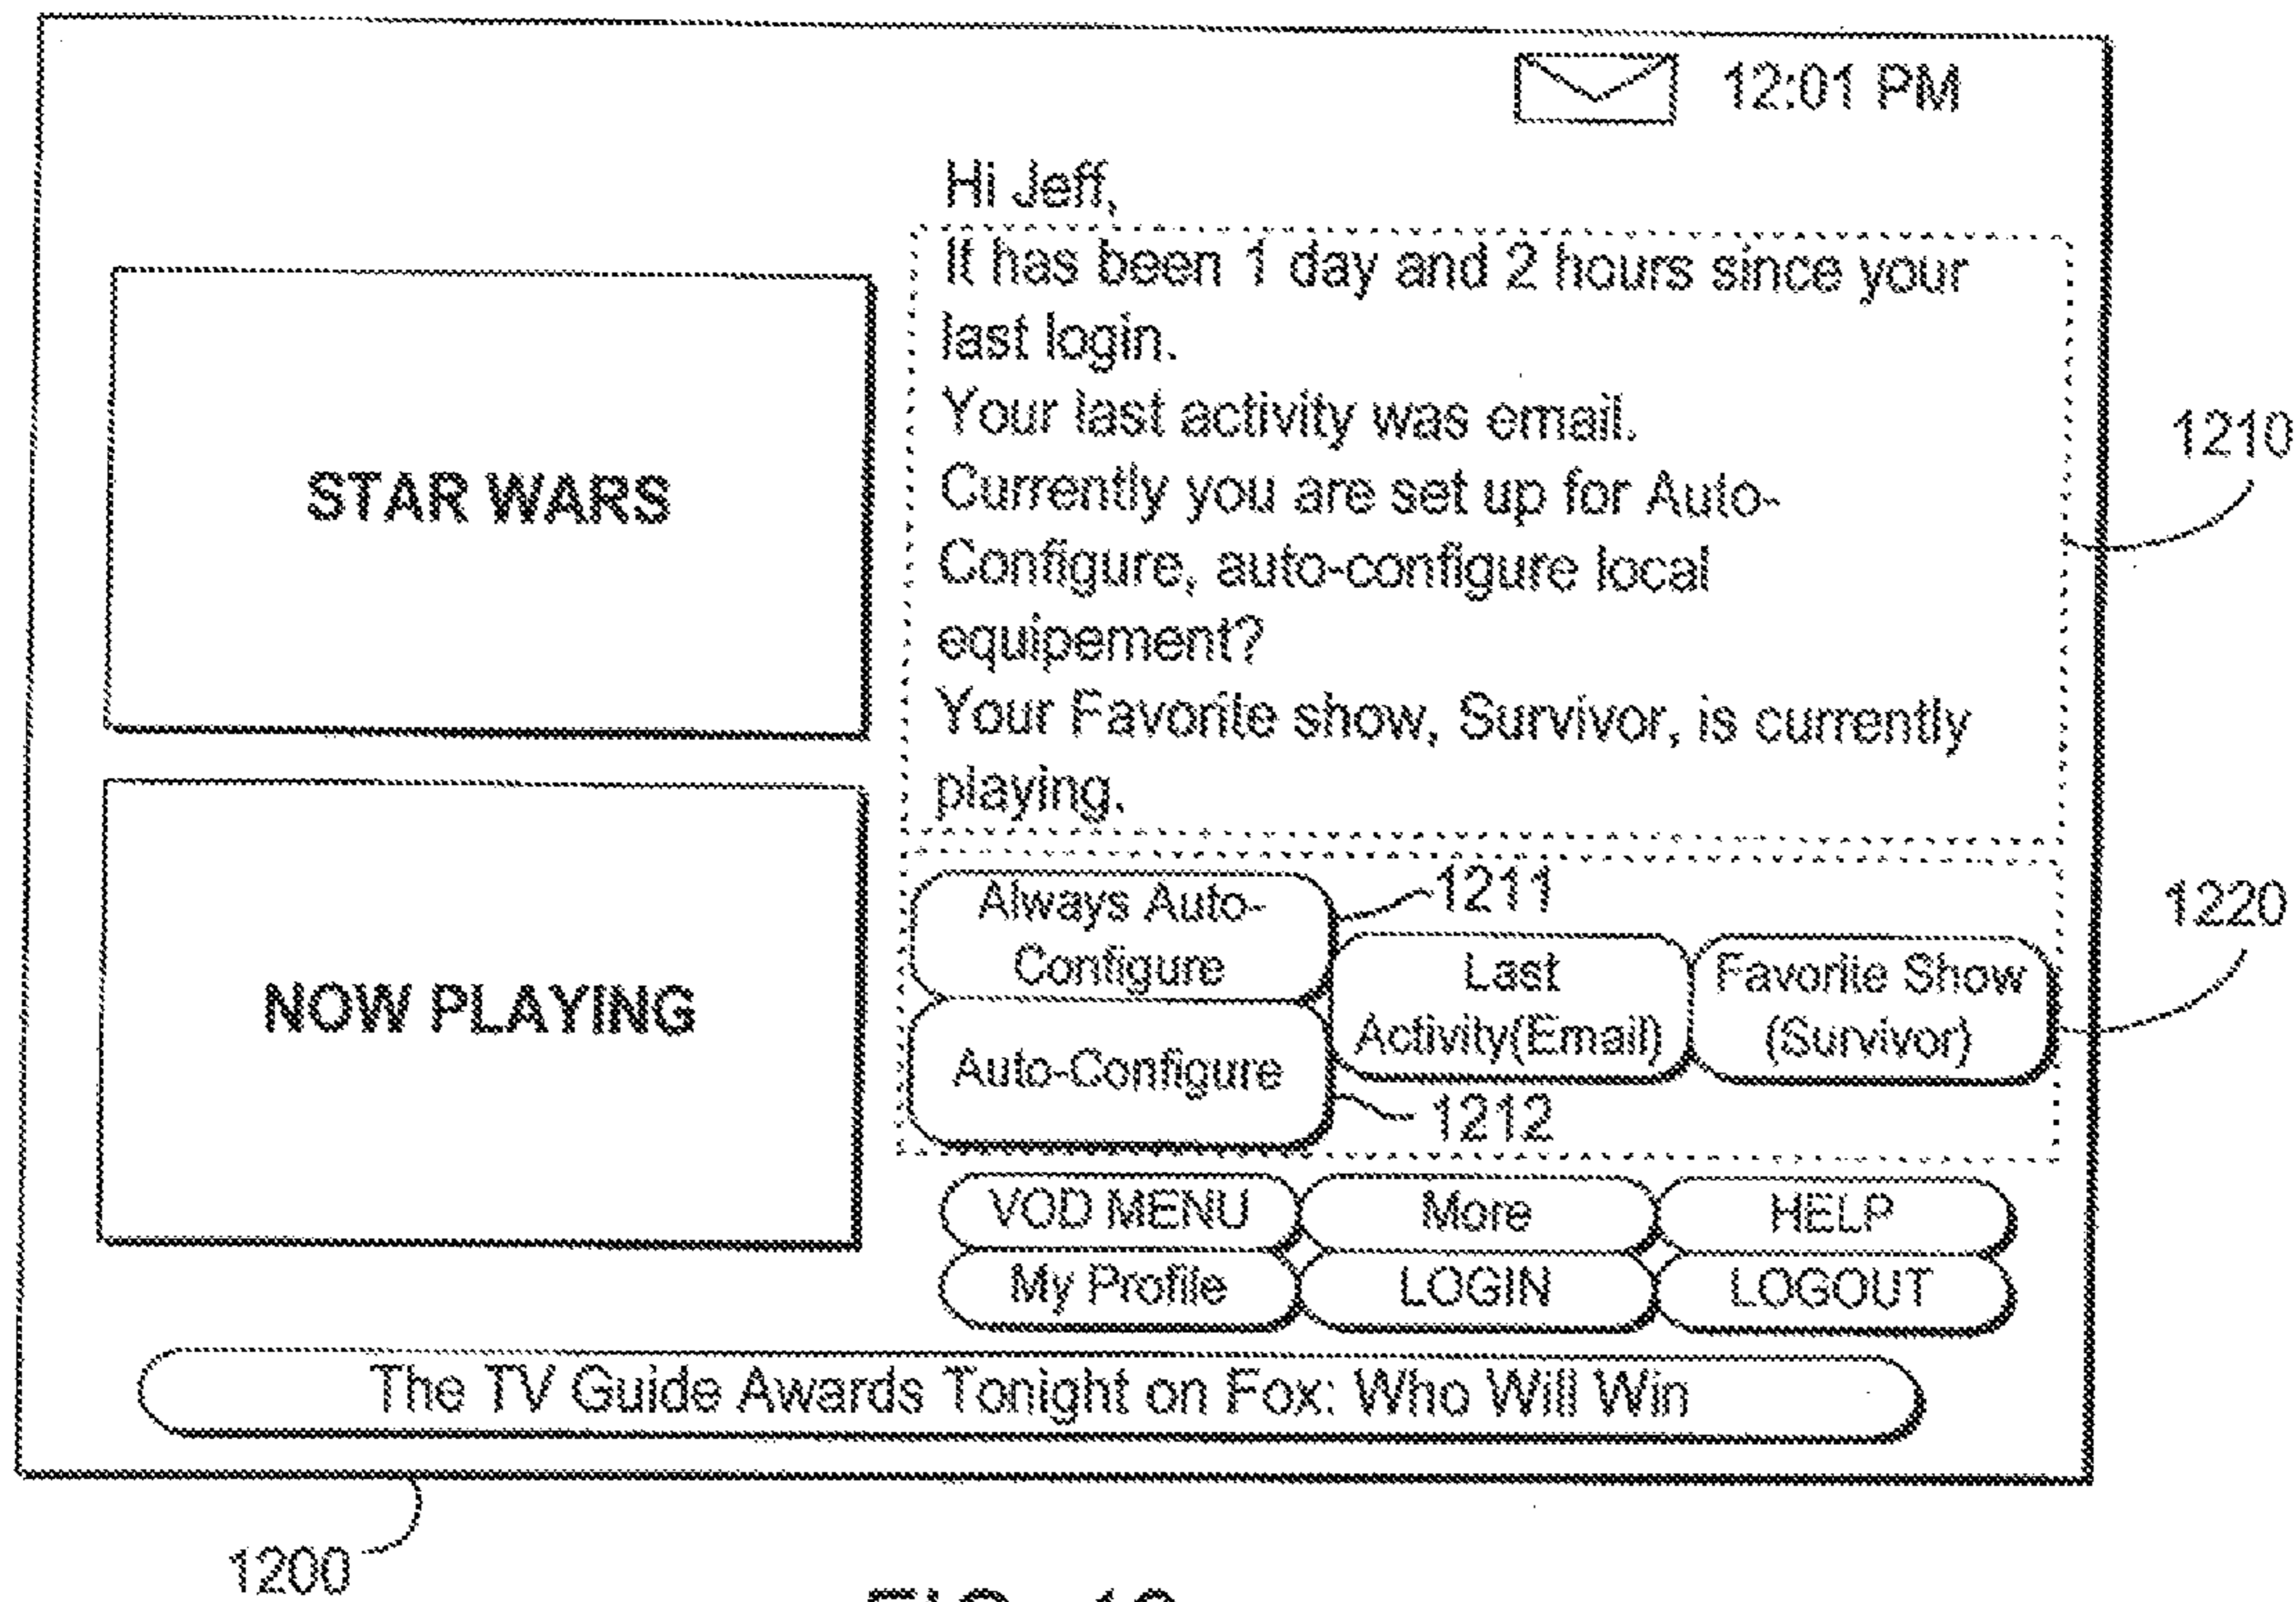 12:01 PM
Hi Jeff,
It has been 1 day and 2 hours since your
last login.
Your last activity was email.
Currently you are set up for Auto-
Configure, auto-configure local
equipement?
Your Favorite show, Survivor, is currently
playing.
1210
STAR WARS
NOW PLAYING
Always Auto-
Configure
1211
Auto-Configure
1212
Last
Activity(Email)
Favorite Show
(Survivor)
1220
VOD MENU
More
HELP
My Profile
LOGIN
LOGOUT
The TV Guide Awards Tonight on Fox: Who Will Win
1200